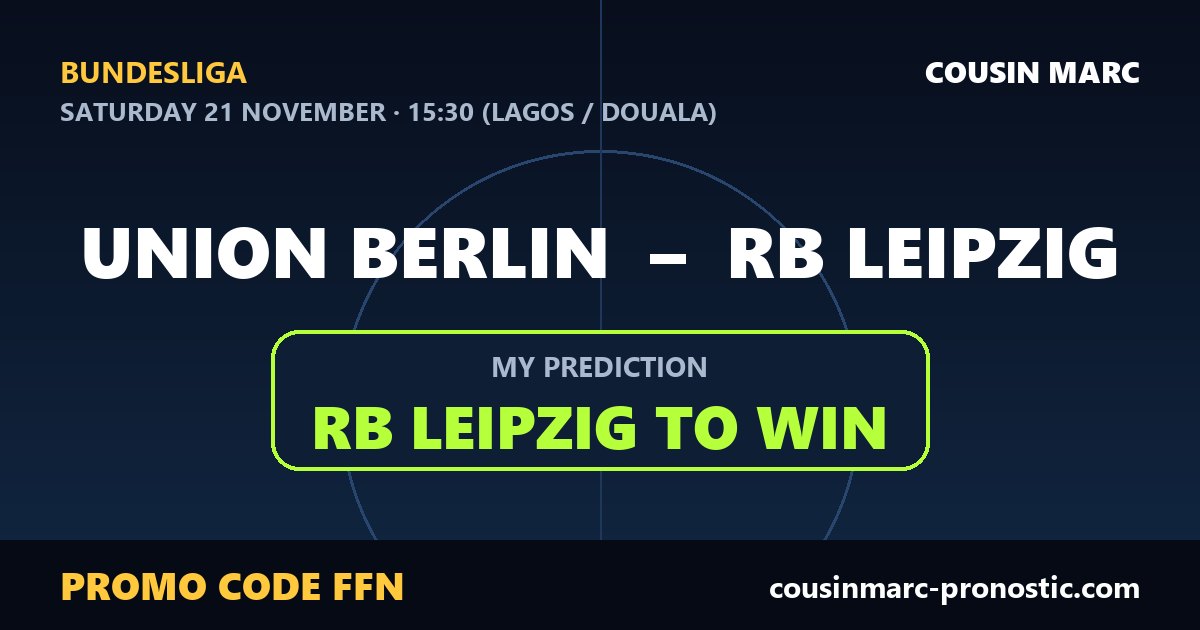 BUNDESLIGA
COUSIN MARC
SATURDAY 21 NOVEMBER · 15:30 (LAGOS / DOUALA)
UNION BERLIN – RB LEIPZIG
MY PREDICTION
RB LEIPZIG TO WIN
PROMO CODE FFN
cousinmarc-pronostic.com